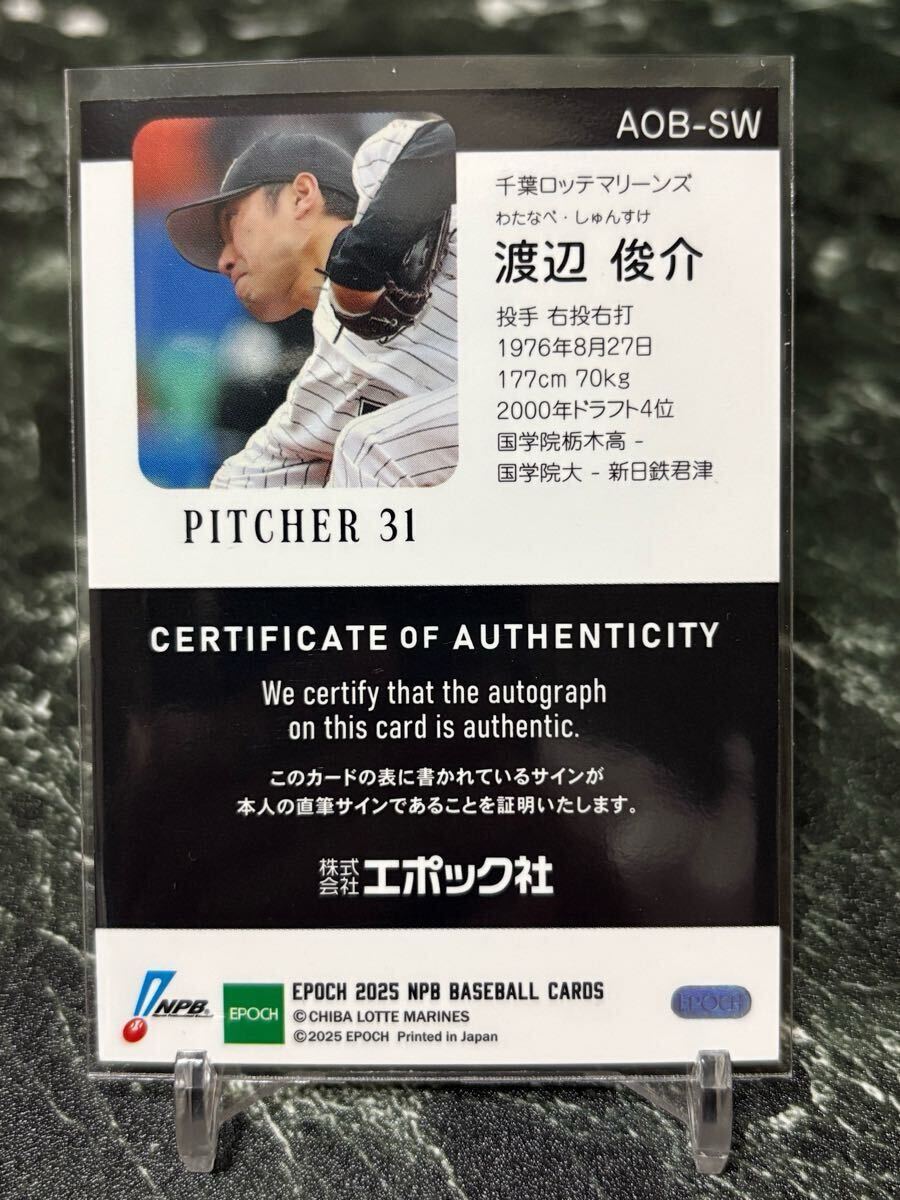 AOB-SW
千葉ロッテマリーンズ
わたなべ・しゅんすけ
渡辺 俊介
投手 右投右打
1976年8月27日
177cm 70kg
2000年ドラフト4位
国学院栃木高 -
国学院大 - 新日鉄君津
PITCHER 31
CERTIFICATE OF AUTHENTICITY
We certify that the autograph
on this card is authentic.
このカードの表に書かれているサインが
本人の直筆サインであることを証明いたします。
株式会社エポック社
NPB
EPOCH
EPOCH 2025 NPB BASEBALL CARDS
©CHIBA LOTTE MARINES
©2025 EPOCH Printed in Japan
EPOCH